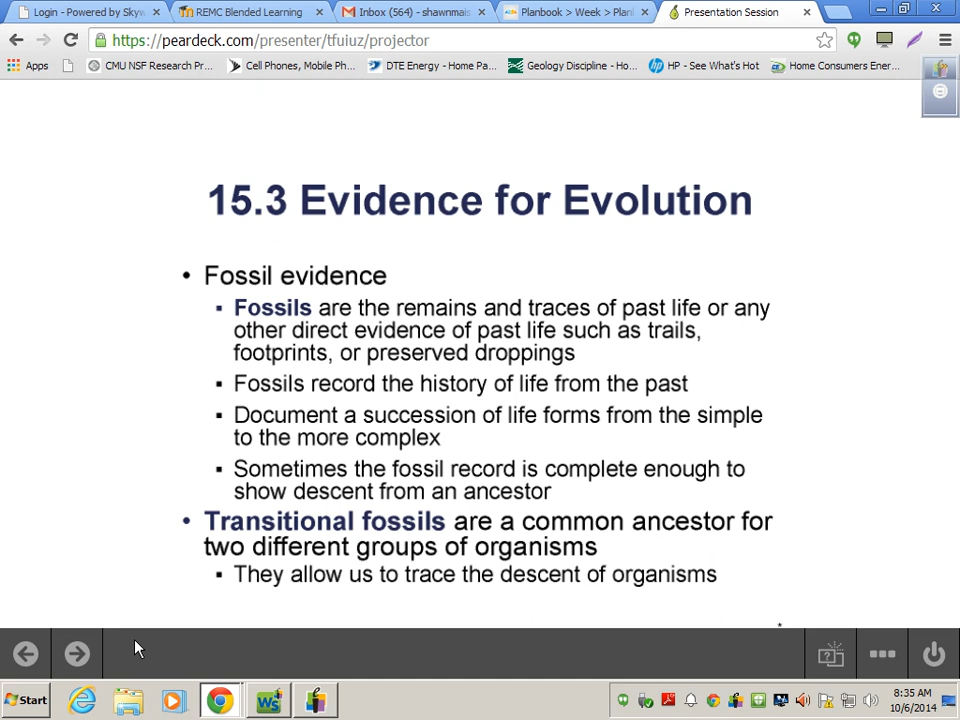 Login - Powered by Skyw
REMC Blended Learning
Inbox (564) - shawnmais
Planbook > Week > Plan
Presentation Session
https://peardeck.com/presenter/tfuiuz/projector
Apps
CMU NSF Research Pr...
Cell Phones, Mobile Ph...
DTE Energy - Home Pa...
Geology Discipline - Ho...
HP - See What's Hot
Home Consumers Ener...
15.3 Evidence for Evolution
• Fossil evidence
▪ Fossils are the remains and traces of past life or any
other direct evidence of past life such as trails,
footprints, or preserved droppings
▪ Fossils record the history of life from the past
▪ Document a succession of life forms from the simple
to the more complex
▪ Sometimes the fossil record is complete enough to
show descent from an ancestor
• Transitional fossils are a common ancestor for
two different groups of organisms
▪ They allow us to trace the descent of organisms
*
Start
8:35 AM
10/6/2014